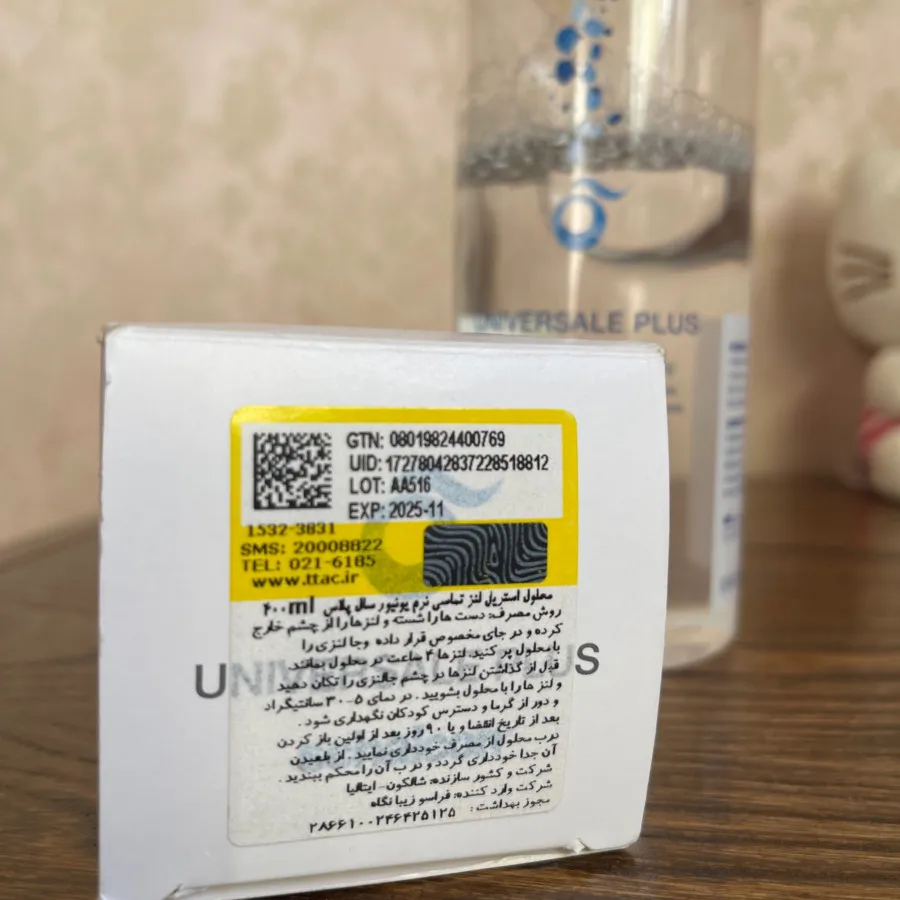 UNIVERSALE PLUS
GTN: 08019824400769
UID: 17278042837228518812
LOT: AA516
EXP: 2025-11
1532-3831
SMS: 20008822
TEL: 021-6185
www.ttac.ir
محلول استریل لنز تماسی نرم یونیور سال پلاس ۴۰۰ml
روش مصرف: دست ها را شسته و لنزها را از چشم خارج
کرده و در جای مخصوص قرار داده وجا لنزی را
با محلول پر کنید. لنزها ۴ ساعت در محلول بمانند.
قبل از گذاشتن لنزها در چشم جالنزی را تکان دهید
و لنز ها را با محلول بشویید . در دمای ۵-۳۰ سانتیگراد
و دور از گرما و دسترس کودکان نگهداری شود .
بعد از تاریخ انقضا و یا ۹۰ روز بعد از اولین باز کردن
درب محلول از مصرف خودداری نمایید . از بلعیدن
آن جدا خودداری گردد و درب آن را محکم ببندید .
شرکت و کشور سازنده: شالکون- ایتالیا
شرکت وارد کننده: فراسو زیبا نگاه
مجوز بهداشت : ۲۸۶۶۱۰۰۲۴۶۴۲۵۱۲۵
UNIVERSALE PLUS